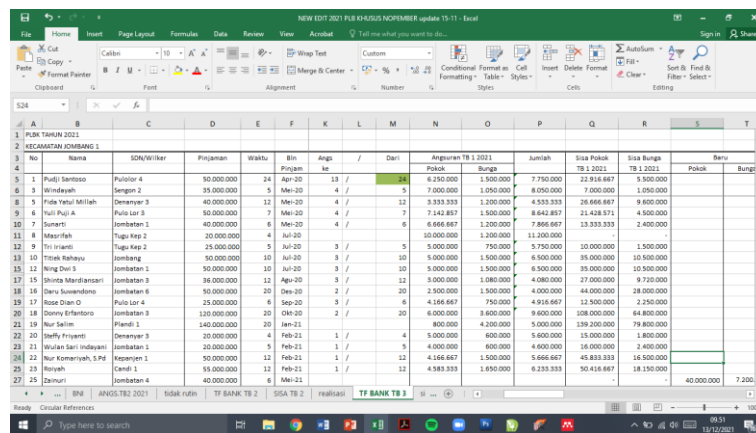 NEW EDIT 2021 PLB KHUSUS NOPEMBER update 15-11 - Excel
File Home Insert Page Layout Formulas Data Review View Acrobat Tell me what you want to do... Sign in Share
Cut
Copy
Format Painter
Paste
Calibri 10
Wrap Text
Merge & Center
Custom
Conditional Formatting Format as Table Cell Styles
Insert Delete Format
AutoSum
Fill
Clear
Sort & Filter Find & Select
Clipboard Font Alignment Number Styles Cells Editing
S24 fx
A B C D E F K L M N O P Q R S T
1 PLBK TAHUN 2021
2 KECAMATAN JOMBANG 1
3 No Nama SDN/Wilker Pinjaman Waktu Bln Angs / Dari Angsuran TB 1 2021 Jumlah Sisa Pokok Sisa Bunga Baru
4 Pinjam ke Pokok Bunga TB 1 2021 TB 1 2021 Pokok Bunga
5 1 Pudji Santoso Pulolor 4 50.000.000 24 Apr-20 13 / 24 6.250.000 1.500.000 7.750.000 22.916.667 5.500.000
6 3 Windayah Sengon 2 35.000.000 5 Mei-20 4 / 5 7.000.000 1.050.000 8.050.000 7.000.000 1.050.000
8 5 Fida Yatul Millah Denanyar 3 40.000.000 12 Mei-20 4 / 12 3.333.333 1.200.000 4.533.333 26.666.667 9.600.000
9 6 Yuli Puji A Pulo Lor 3 50.000.000 7 Mei-20 4 / 7 7.142.857 1.500.000 8.642.857 21.428.571 4.500.000
10 7 Sunarti Jombatan 1 40.000.000 6 Mei-20 4 / 6 6.666.667 1.200.000 7.866.667 13.333.333 2.400.000
11 8 Masrifah Tugu Kep 2 20.000.000 4 Jul-20 10.000.000 1.200.000 11.200.000 - -
12 9 Tri Irianti Tugu Kep 2 25.000.000 5 Jul-20 3 / 5 5.000.000 750.000 5.750.000 10.000.000 1.500.000
13 10 Titiek Rahayu Jombang 50.000.000 10 Jul-20 3 / 10 5.000.000 1.500.000 6.500.000 35.000.000 10.500.000
14 12 Ning Dwi S Jombatan 1 50.000.000 10 Jul-20 3 / 10 5.000.000 1.500.000 6.500.000 35.000.000 10.500.000
15 15 Shinta Mardiansari Jombatan 3 36.000.000 12 Agu-20 3 / 12 3.000.000 1.080.000 4.080.000 27.000.000 9.720.000
18 16 Daru Suwandono Jombatan 6 50.000.000 20 Des-20 2 / 20 2.500.000 1.500.000 4.000.000 44.000.000 28.000.000
19 17 Rose Dian O Pulo Lor 4 25.000.000 6 Sep-20 3 / 6 4.166.667 750.000 4.916.667 12.500.000 2.250.000
20 18 Donny Erfantoro Jombatan 3 120.000.000 20 Okt-20 2 / 20 6.000.000 3.600.000 9.600.000 108.000.000 64.800.000
21 19 Nur Salim Plandi 1 140.000.000 20 Jan-21 800.000 4.200.000 5.000.000 139.200.000 79.800.000
22 20 Steffy Friyanti Denanyar 3 20.000.000 4 Feb-21 1 / 4 5.000.000 600.000 5.600.000 15.000.000 1.800.000
23 21 Wulan Sari Indayani Jombatan 1 20.000.000 5 Feb-21 1 / 5 4.000.000 600.000 4.600.000 16.000.000 2.400.000
24 22 Nur Komariyah, S.Pd Kepanjen 1 50.000.000 12 Feb-21 1 / 12 4.166.667 1.500.000 5.666.667 45.833.333 16.500.000
25 23 Roiyah Candi 1 55.000.000 12 Feb-21 1 / 12 4.583.333 1.650.000 6.233.333 50.416.667 18.150.000
27 25 Zainuri Jombatan 4 40.000.000 6 Mei-21 - - 40.000.000 7.200.
... BNI ANGS.TB2 2021 tidak rutin TF BANK TB 2 SISA TB 2 realisasi TF BANK TB 3 si ...
Ready Circular References 100
Type here to search 09.51
13/12/2021